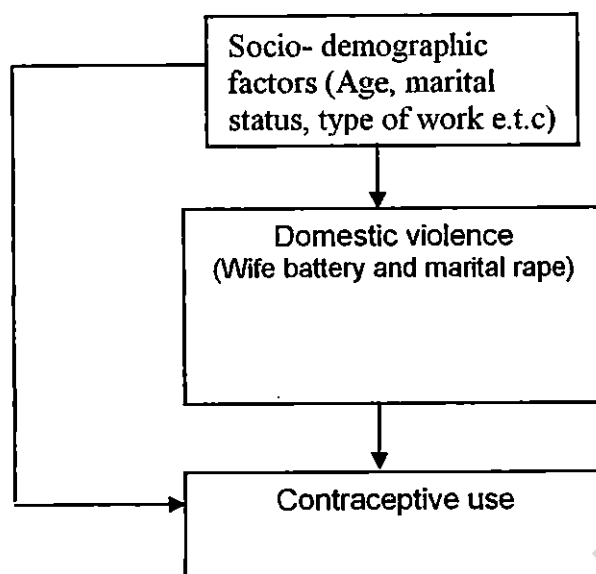 Socio- demographic
factors (Age, marital
status, type of work e.t.c)
Domestic violence
(Wife battery and marital rape)
Contraceptive use